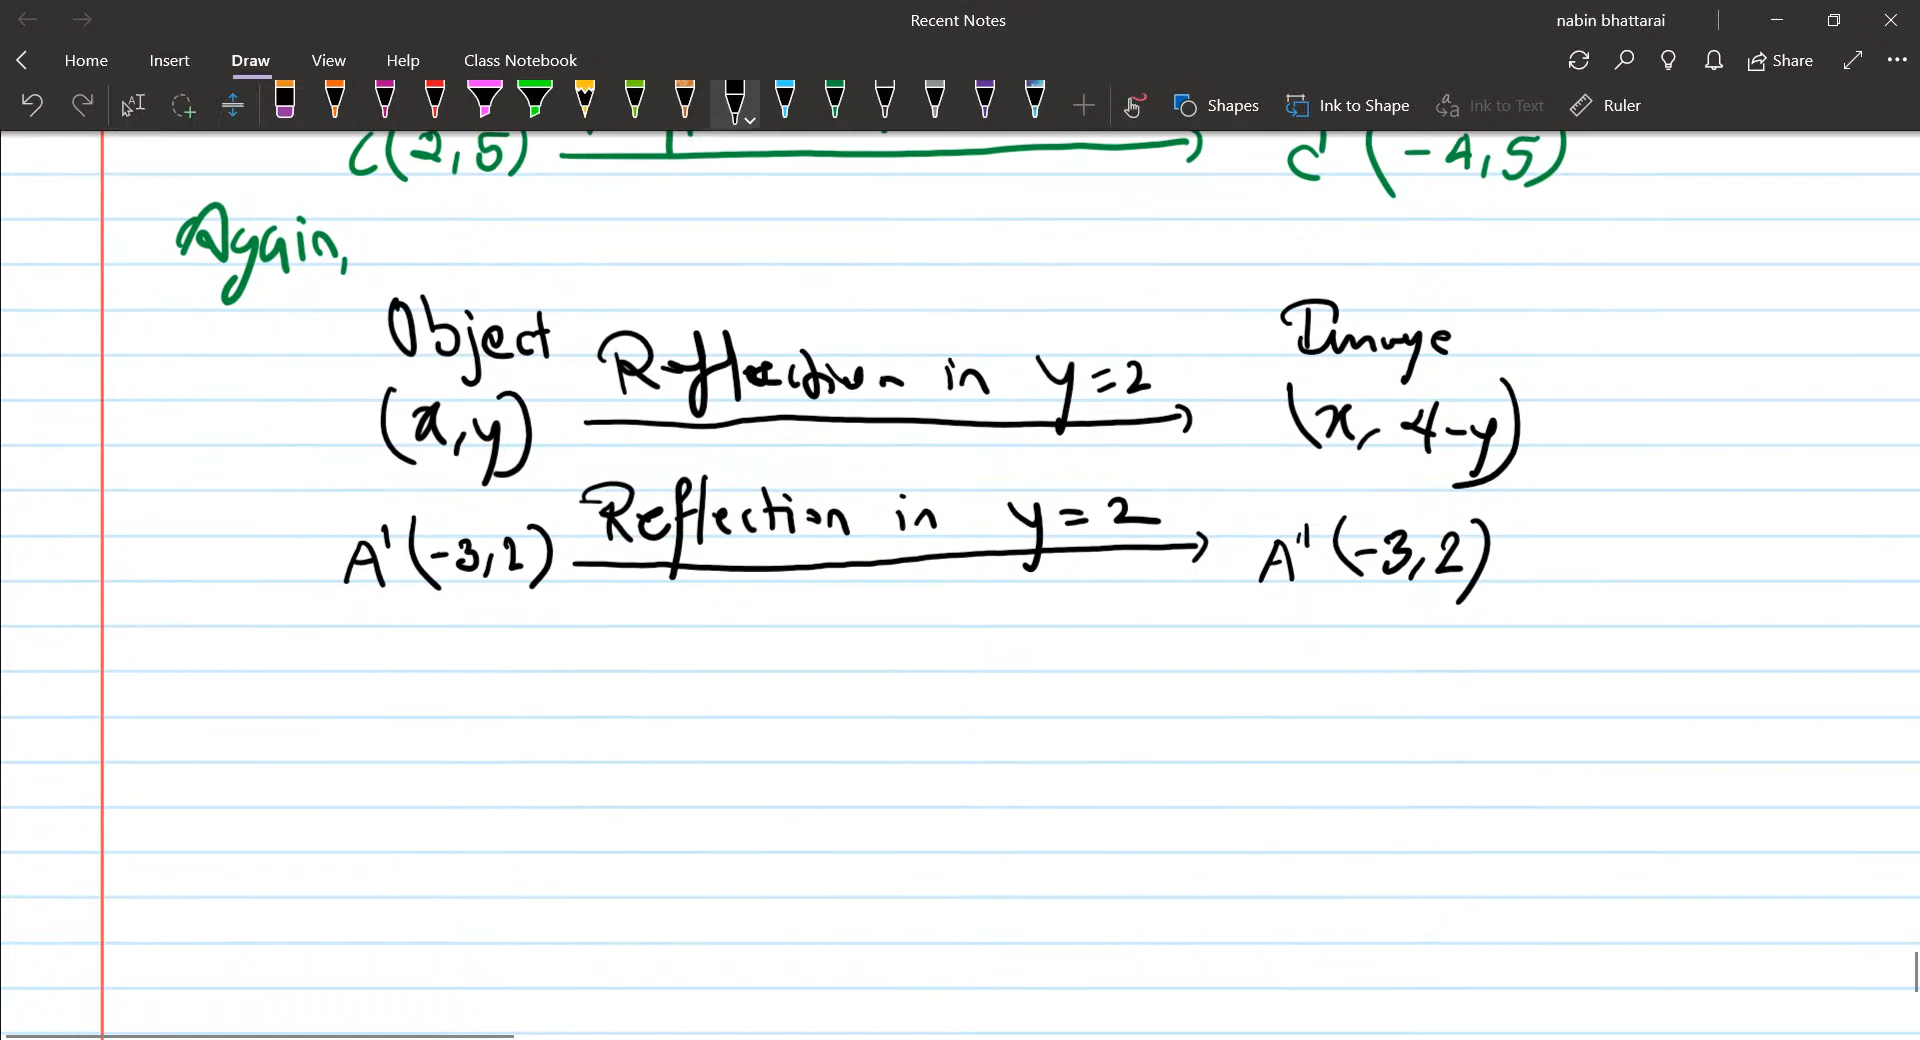 Recent Notes
nabin bhattarai
Home Insert Draw View Help Class Notebook
Share
Shapes Ink to Shape Ink to Text Ruler
C(2,5) C' (-4,5)
Again,
Object Reflection in y=2 Image
(x,y) (x, 4-y)
Reflection in y=2
A'(-3,2) A''(-3,2)